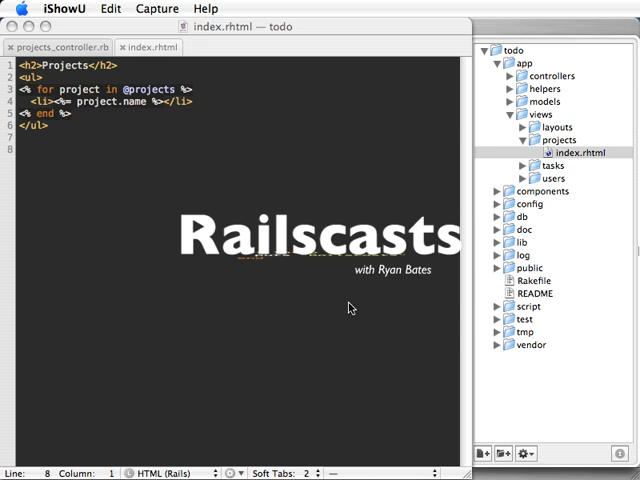 iShowU Edit Capture Help
index.rhtml — todo
projects_controller.rb
index.rhtml
1 <h2>Projects</h2>
2 <ul>
3 <% for project in @projects %>
4 <li><%= project.name %></li>
5 <% end %>
6 </ul>
7
8
Railscasts
with Ryan Bates
todo
app
controllers
helpers
models
views
layouts
projects
index.rhtml
tasks
users
components
config
db
doc
lib
log
public
Rakefile
README
script
test
tmp
vendor
Line: 8 Column: 1 HTML (Rails) Soft Tabs: 2 —